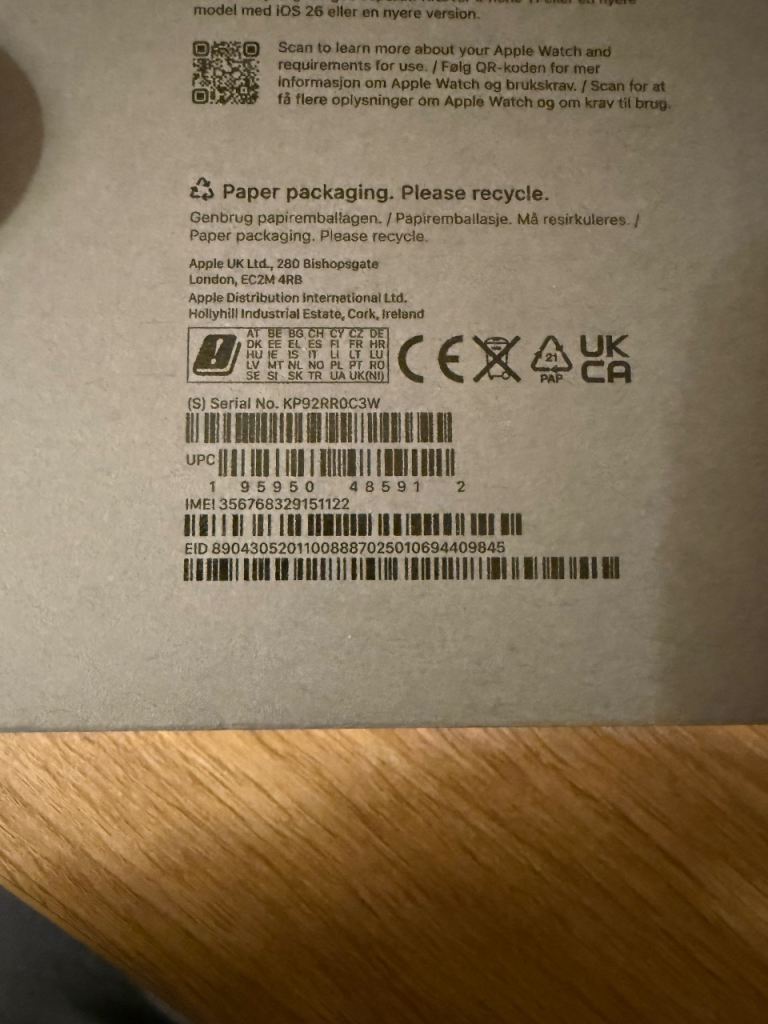 model med iOS 26 eller en nyere version.
Scan to learn more about your Apple Watch and
requirements for use. / Følg QR-koden for mer
informasjon om Apple Watch og brukskrav. / Scan for at
få flere oplysninger om Apple Watch og om krav til brug.
Paper packaging. Please recycle.
Genbrug papiremballagen. / Papiremballasje. Må resirkuleres. /
Paper packaging. Please recycle.
Apple UK Ltd., 280 Bishopsgate
London, EC2M 4RB
Apple Distribution International Ltd.
Hollyhill Industrial Estate, Cork, Ireland
AT BE BG CH CY CZ DE
DK EE EL ES FI FR HR
HU IE IS IT LI LT LU
LV MT NL NO PL PT RO
SE SI SK TR UA UK(NI)
CE
21
PAP
UK
CA
(S) Serial No. KP92RR0C3W
UPC
1 95950 48591 2
IMEI 356768329151122
EID 89043052011008887025010694409845